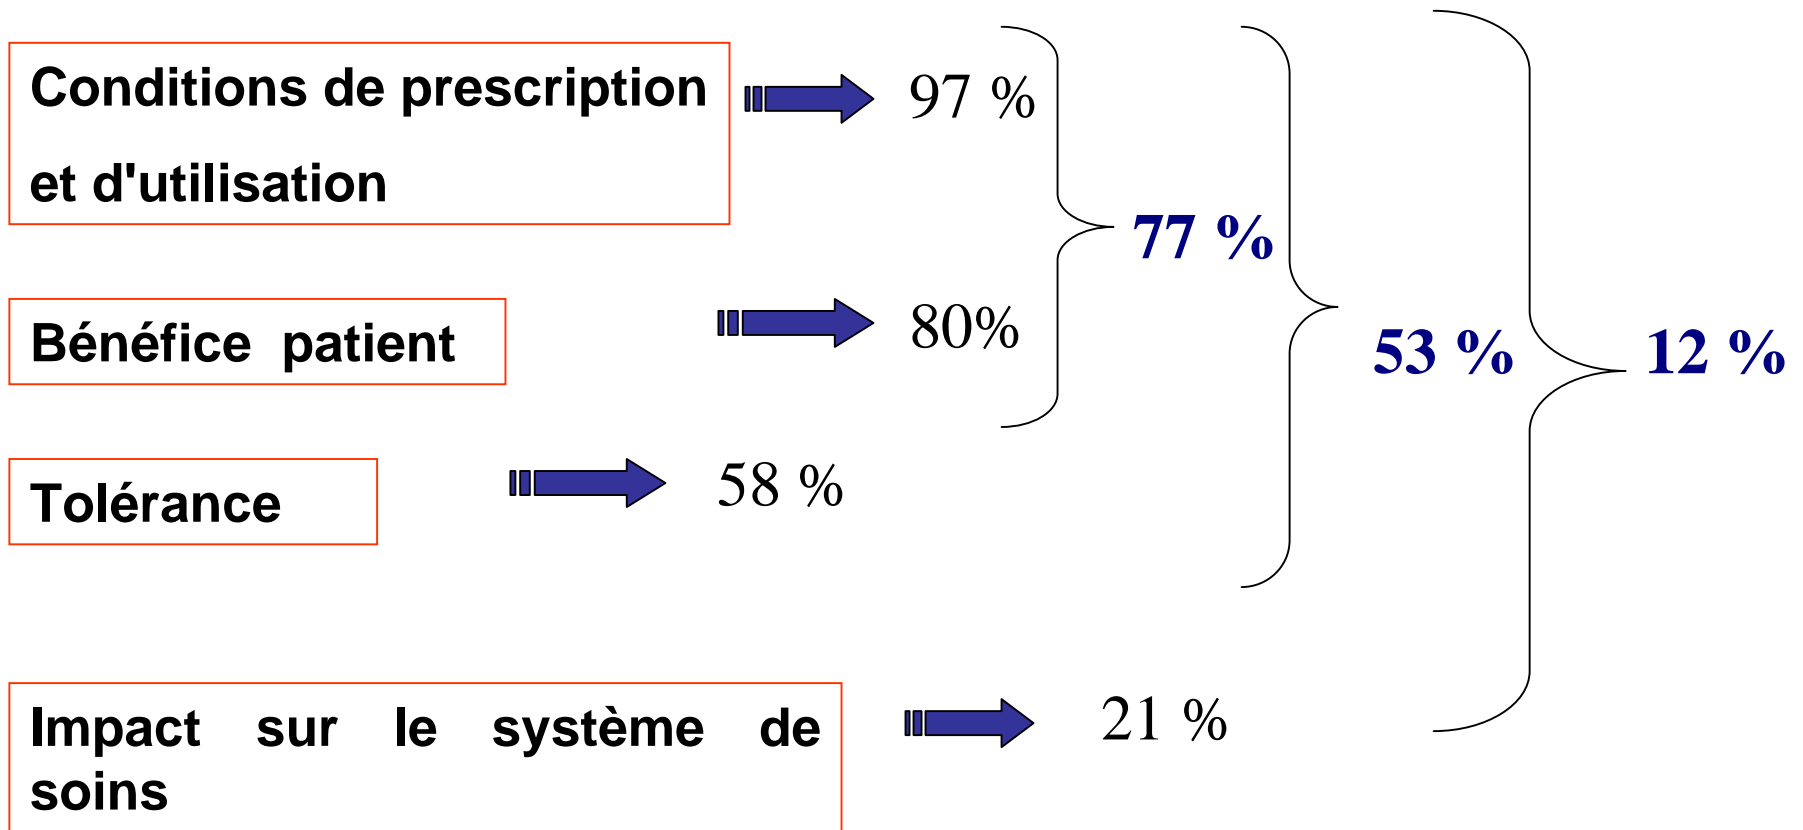 Conditions de prescription
et d'utilisation
97 %
77 %
Bénéfice patient
80%
53 %
12 %
Tolérance
58 %
Impact sur le système de
soins
21 %